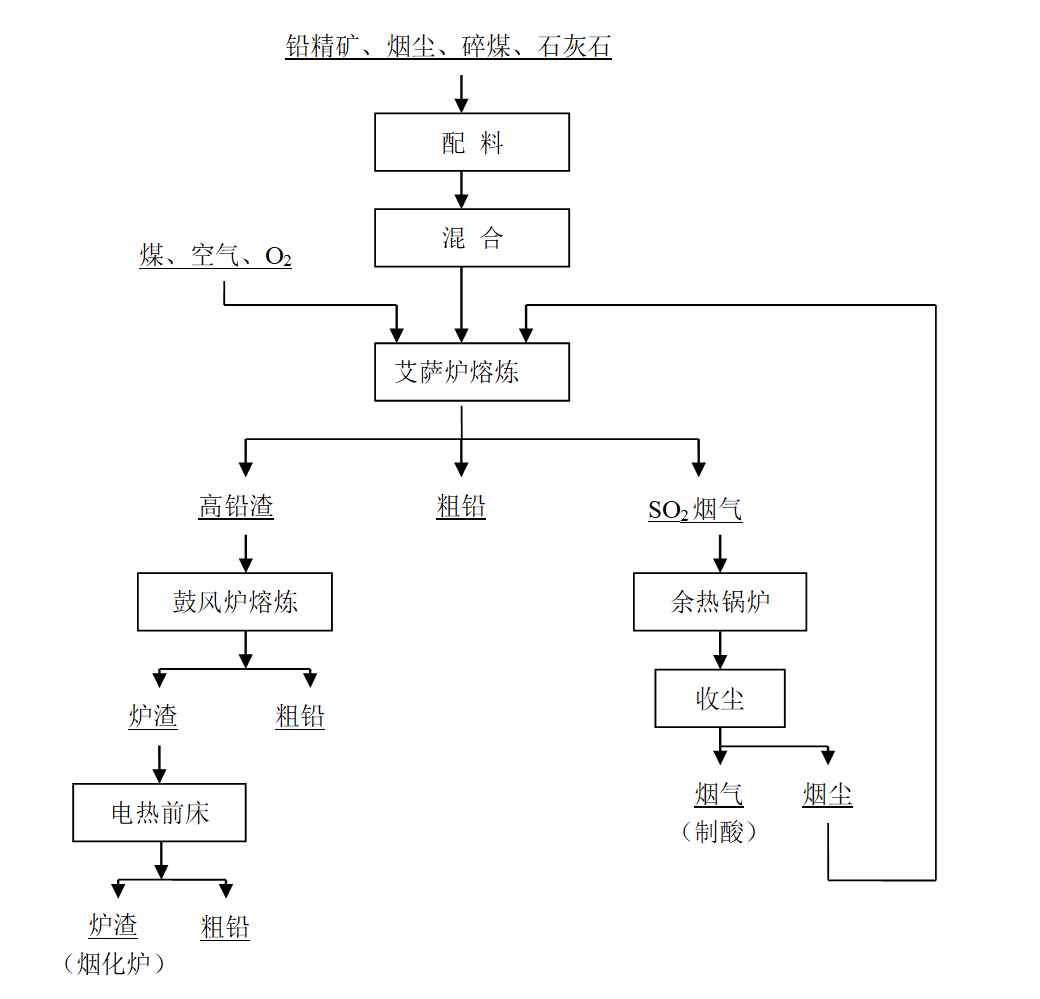 铅精矿、烟尘、碎煤、石灰石
配 料
混 合
煤、空气、O₂
艾萨炉熔炼
高铅渣
粗铅
SO₂烟气
鼓风炉熔炼
余热锅炉
收尘
炉渣
粗铅
烟气
烟尘
（制酸）
电热前床
炉渣
粗铅
（烟化炉）